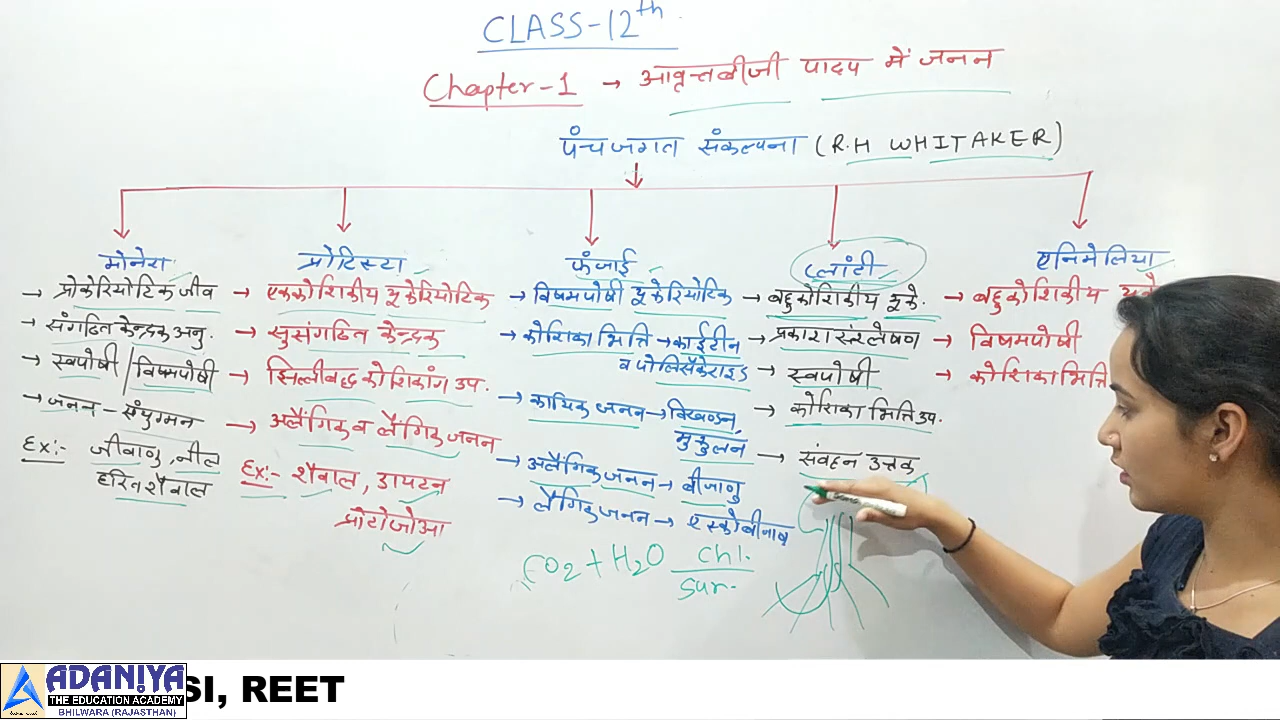 CLASS-12th
Chapter-1 → आवृत्तबीजी पादप में जनन
पंचजगत संकल्पना (R.H WHITAKER)
मोनेरा
→ प्रोकेरियोटिक जीव
→ संगठित केन्द्रक अनु.
→ स्वपोषी/विषमपोषी
→ जनन - संयुग्मन
Ex:- जीवाणु, नील
हरित शैवाल
प्रोटिस्टा
→ एककोशिकीय यूकेरियोटिक
→ सुसंगठित केन्द्रक
→ झिल्लीबद्ध कोशिकांग उप.
→ अलैंगिक व लैंगिक जनन
Ex:- शैवाल, डायटन
प्रोटोजोआ
फंजाई
→ विषमपोषी यूकेरियोटिक
→ कोशिका भित्ति → काईटीन
व पोलिसैकेराइड
→ कायिक जनन → विखण्डन,
मुकुलन
→ अलैंगिक जनन → बीजाणु
→ लैंगिक जनन → एस्कोबीजाणु
CO2 + H2O chl.
sur.
प्लांटी
→ बहुकोशिकीय यूके.
→ प्रकाश संश्लेषण
→ स्वपोषी
→ कोशिका भित्ति उप.
→ संवहन उत्तक
एनिमेलिया
→ बहुकोशिकीय यूके
→ विषमपोषी
→ कोशिका भित्ति
ADANiYA
THE EDUCATION ACADEMY
BHILWARA (RAJASTHAN)
SI, REET